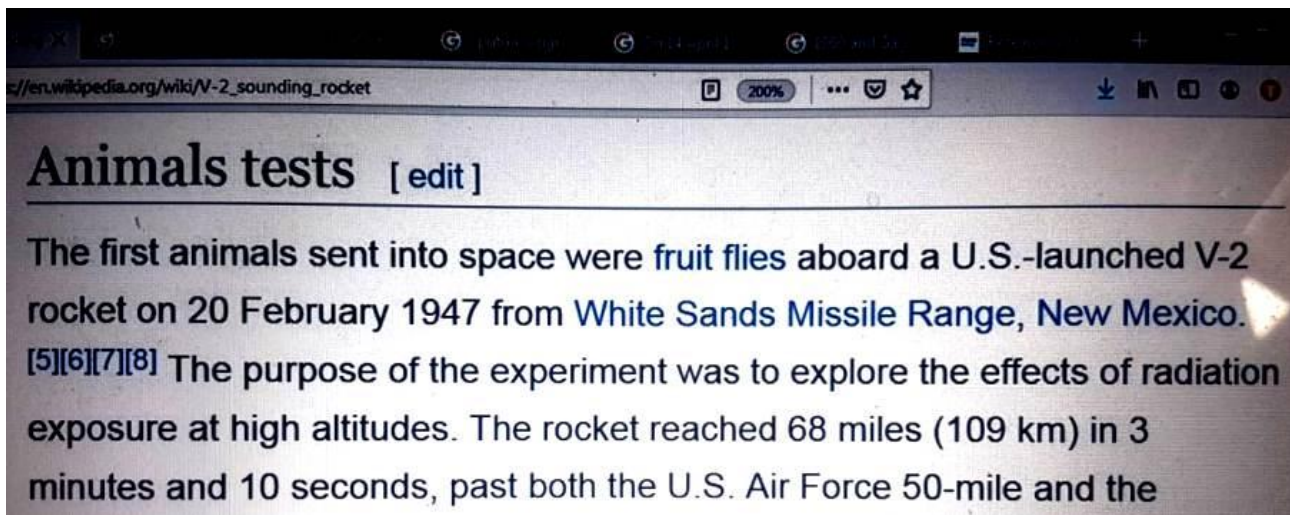 ://en.wikipedia.org/wiki/V-2_sounding_rocket 200%
Animals tests [ edit ]
The first animals sent into space were fruit flies aboard a U.S.-launched V-2
rocket on 20 February 1947 from White Sands Missile Range, New Mexico.
[5][6][7][8] The purpose of the experiment was to explore the effects of radiation
exposure at high altitudes. The rocket reached 68 miles (109 km) in 3
minutes and 10 seconds, past both the U.S. Air Force 50-mile and the